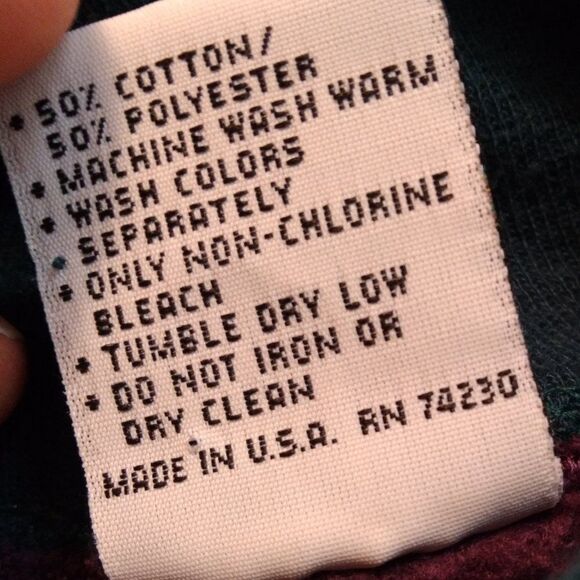 • 50% COTTON/
50% POLYESTER
• MACHINE WASH WARM
• WASH COLORS
SEPARATELY
• ONLY NON-CHLORINE
BLEACH
• TUMBLE DRY LOW
• DO NOT IRON OR
DRY CLEAN
MADE IN U.S.A. RN 74230